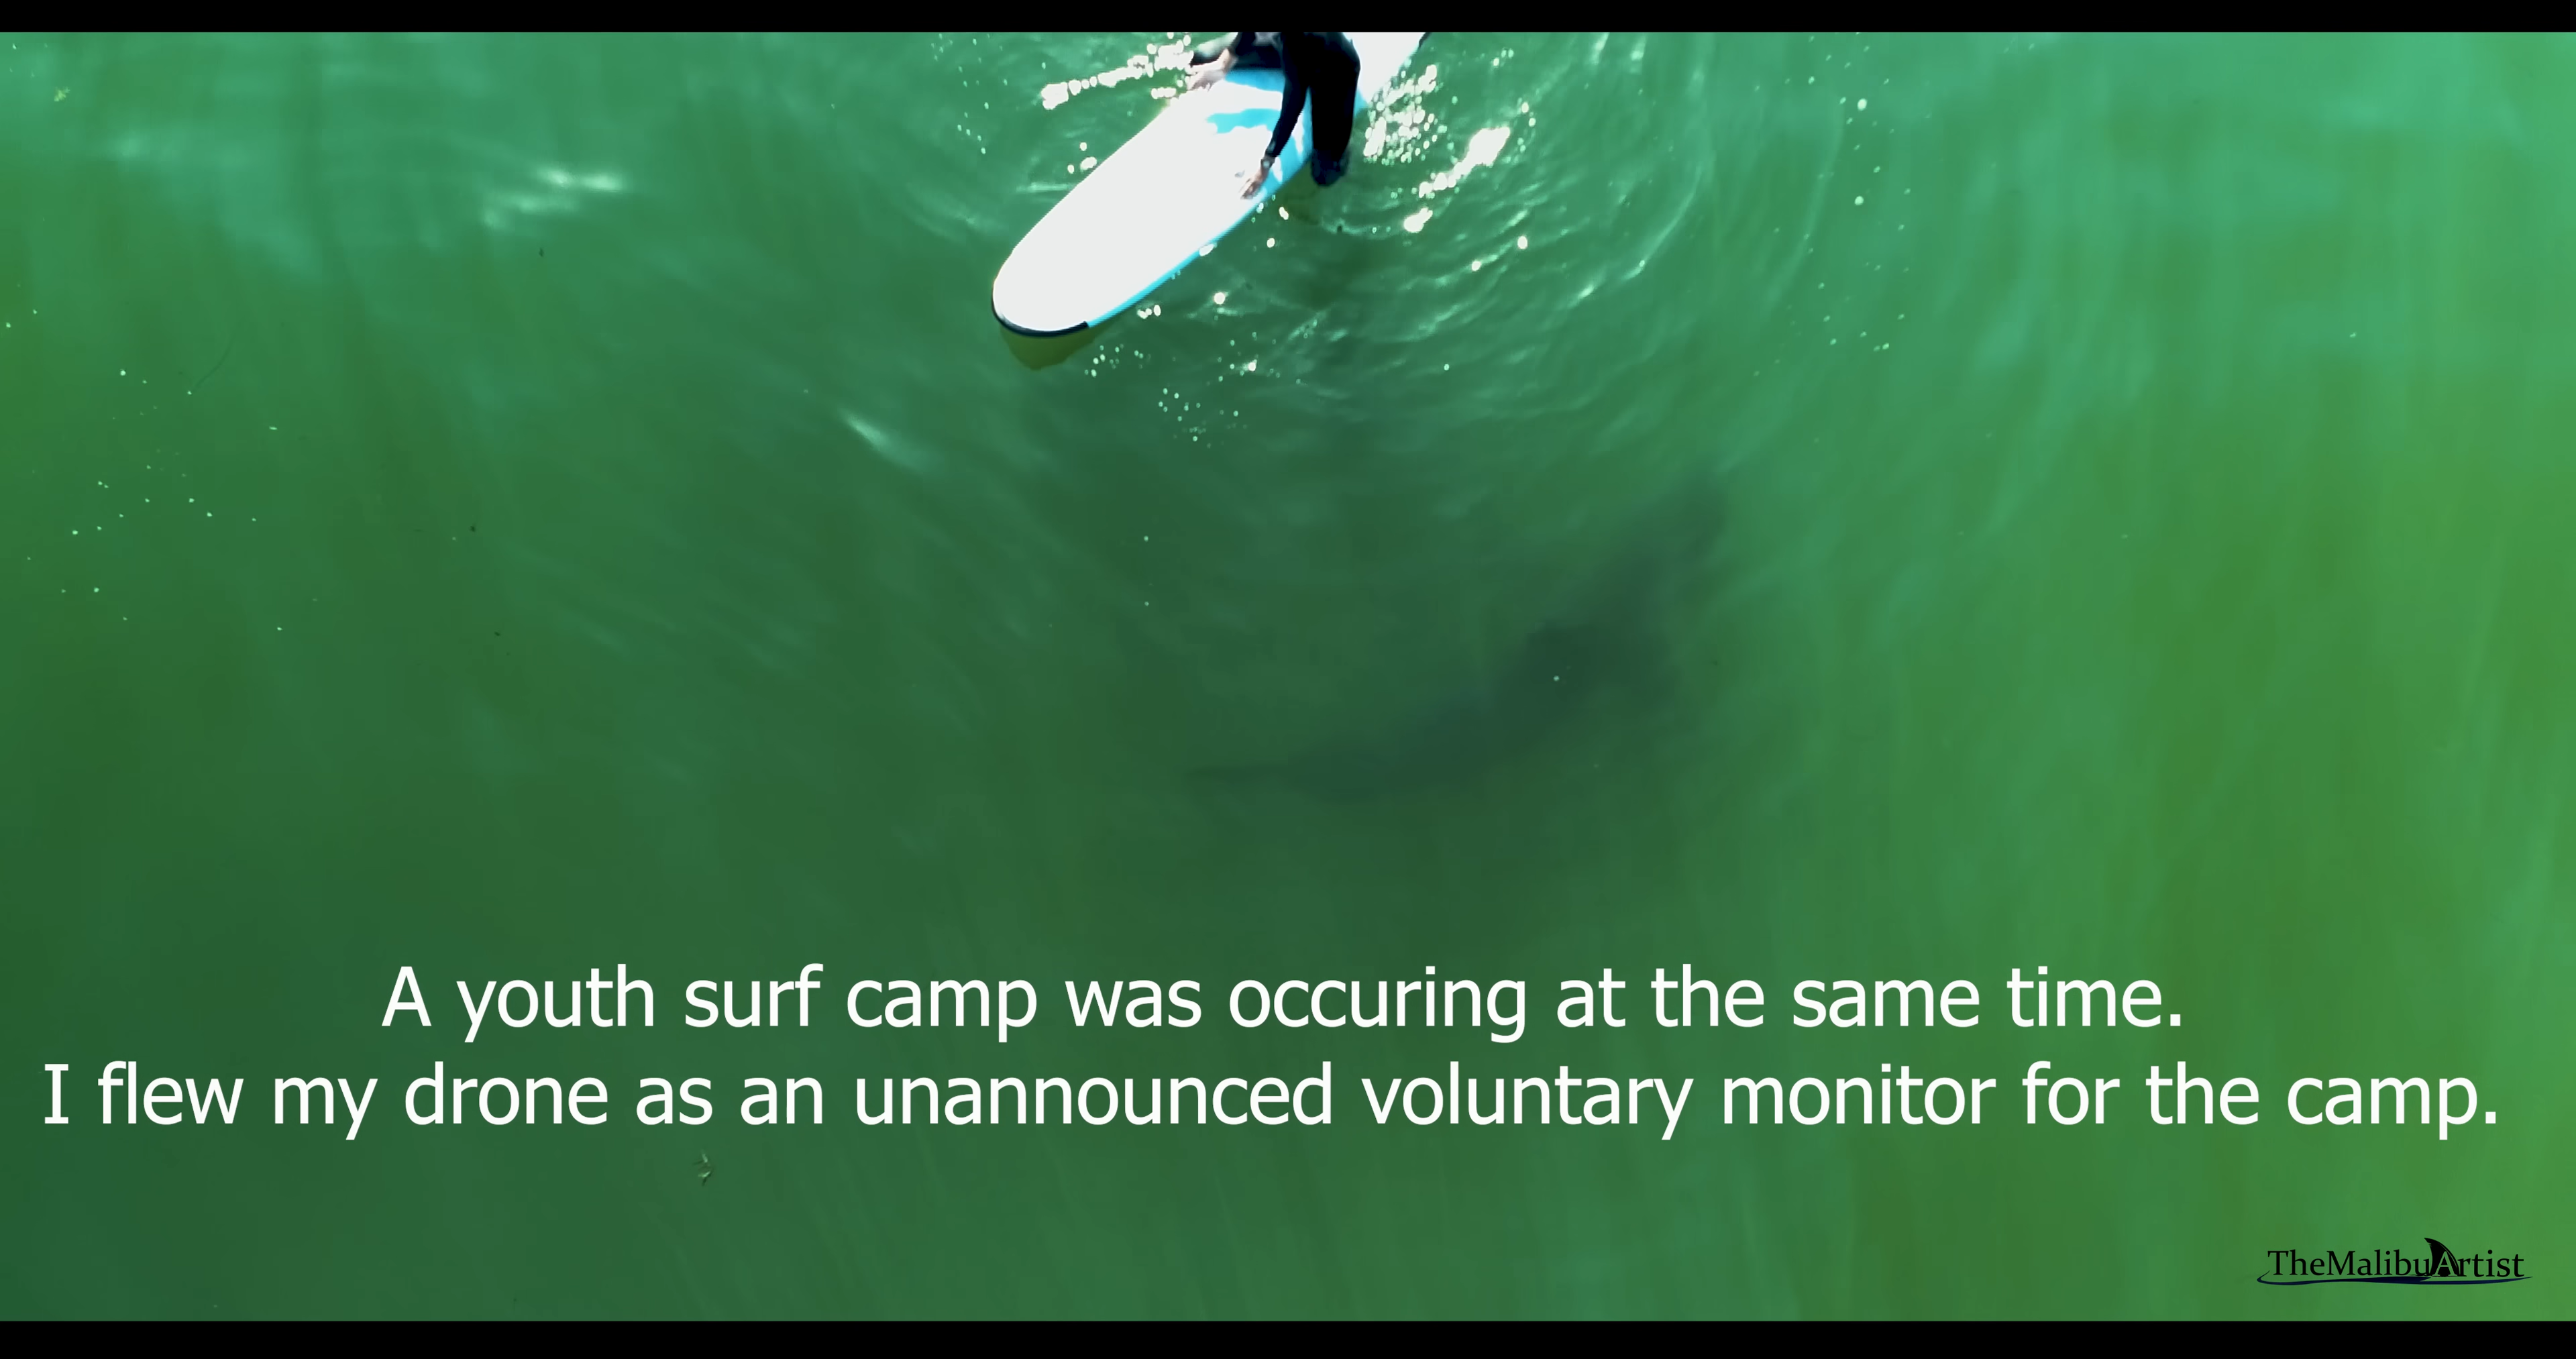 A youth surf camp was occuring at the same time.
I flew my drone as an unannounced voluntary monitor for the camp.
TheMalibuArtist